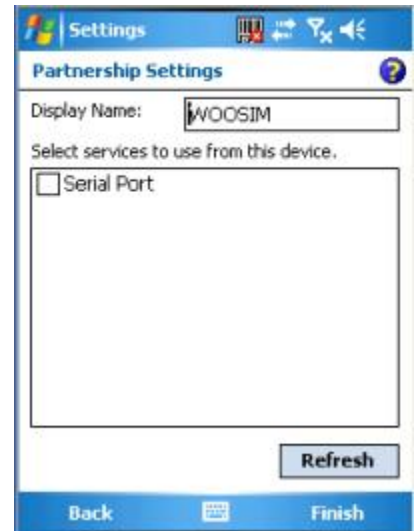 Settings
Partnership Settings
?
Display Name: WOOSIM
Select services to use from this device.
Serial Port
Refresh
Back Finish